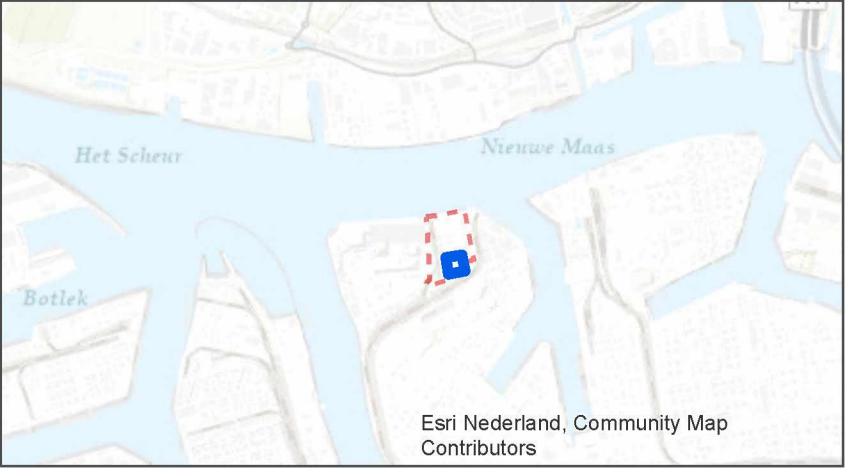 Het Scheur
Nieuwe Maas
Botlek
Esri Nederland, Community Map
Contributors